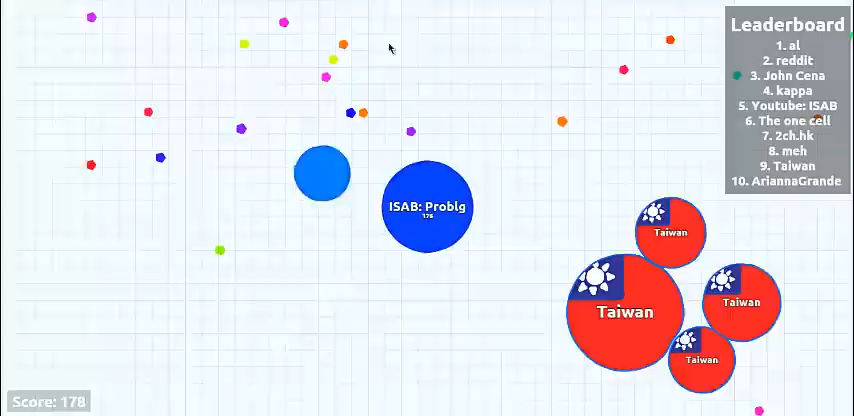 Leaderboard
1. al
2. reddit
3. John Cena
4. kappa
5. Youtube: ISAB
6. The one cell
7. 2ch.hk
8. meh
9. Taiwan
10. AriannaGrande
ISAB: Problg
178
Taiwan
Taiwan
Taiwan
Taiwan
Score: 178